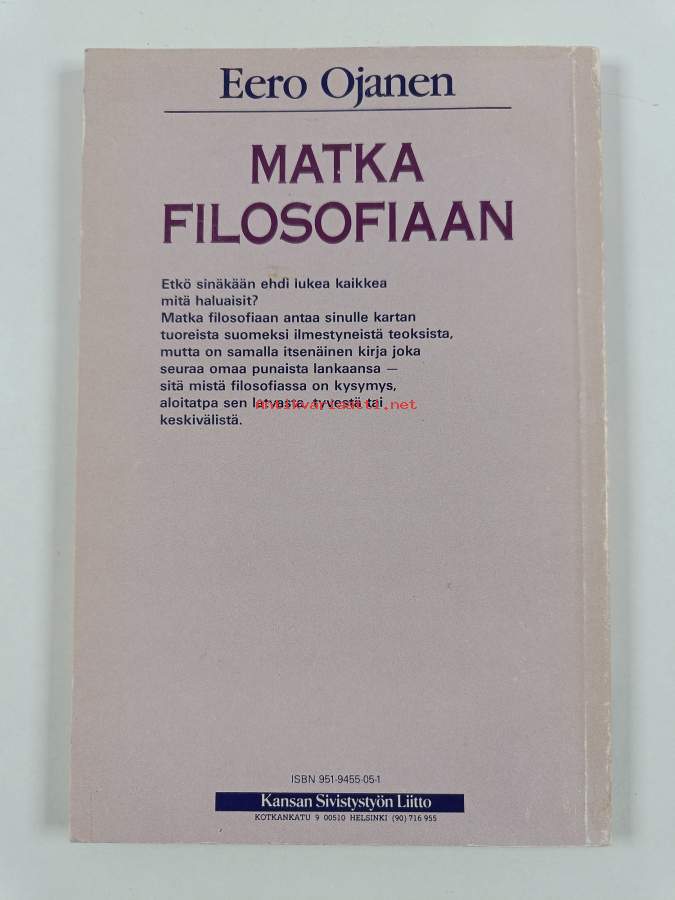 Eero Ojanen
MATKA
FILOSOFIAAN
Etkö sinäkään ehdi lukea kaikkea
mitä haluaisit?
Matka filosofiaan antaa sinulle kartan
tuoreista suomeksi ilmestyneistä teoksista,
mutta on samalla itsenäinen kirja joka
seuraa omaa punaista lankaansa —
sitä mistä filosofiassa on kysymys,
aloitatpa sen latvasta, tyvestä tai
Antikvariaatti.net
keskivälistä.
ISBN 951-9455-05-1
Kansan Sivistystyön Liitto
KOTKANKATU 9 00510 HELSINKI (90) 716 955